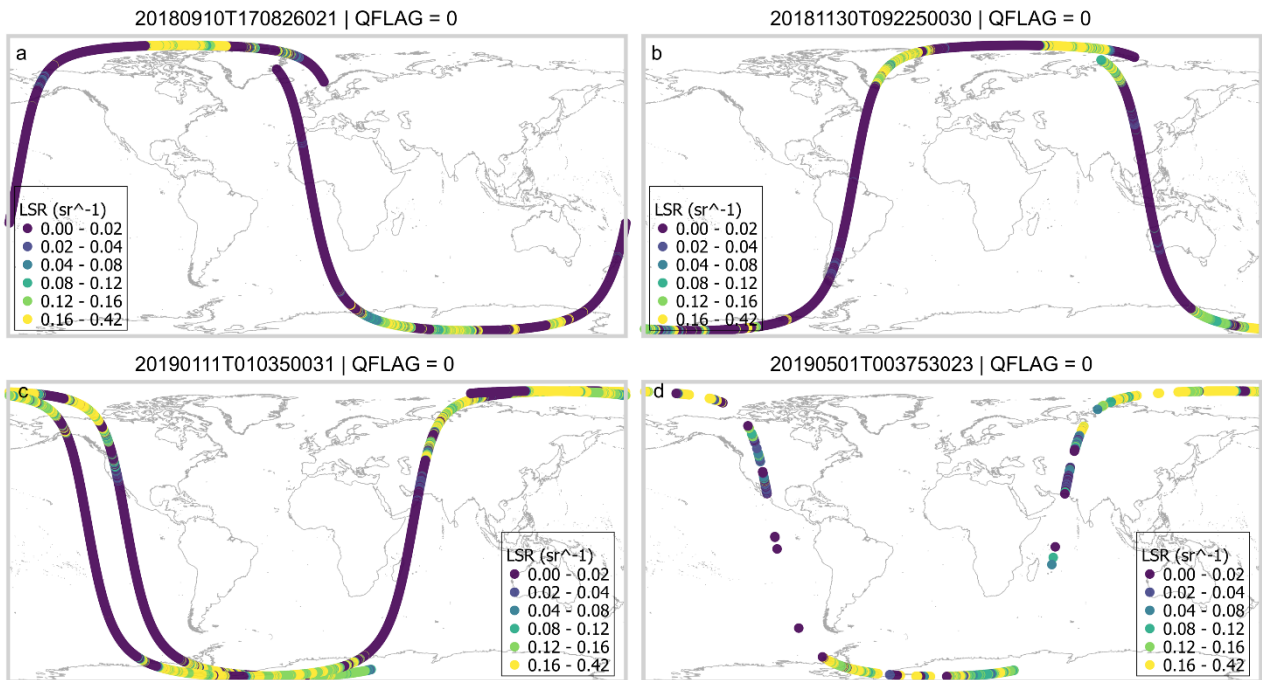 20180910T170826021 | QFLAG = 0
a
LSR (sr^-1)
0.00 - 0.02
0.02 - 0.04
0.04 - 0.08
0.08 - 0.12
0.12 - 0.16
0.16 - 0.42
20181130T092250030 | QFLAG = 0
b
LSR (sr^-1)
0.00 - 0.02
0.02 - 0.04
0.04 - 0.08
0.08 - 0.12
0.12 - 0.16
0.16 - 0.42
20190111T010350031 | QFLAG = 0
c
LSR (sr^-1)
0.00 - 0.02
0.02 - 0.04
0.04 - 0.08
0.08 - 0.12
0.12 - 0.16
0.16 - 0.42
20190501T003753023 | QFLAG = 0
d
LSR (sr^-1)
0.00 - 0.02
0.02 - 0.04
0.04 - 0.08
0.08 - 0.12
0.12 - 0.16
0.16 - 0.42